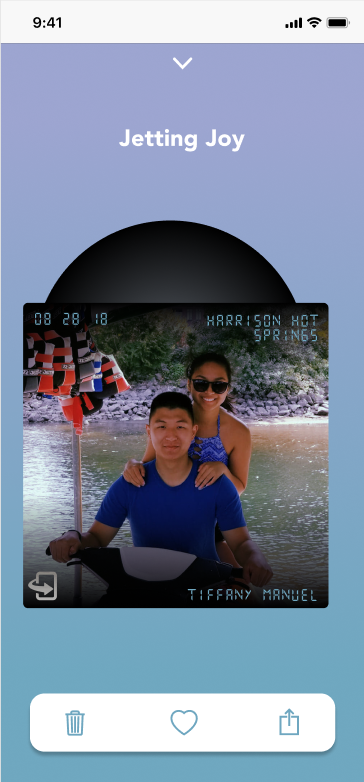 9:41
Jetting Joy
08 28 18
HARRISON HOT
SPRINGS
TIFFANY MANUEL